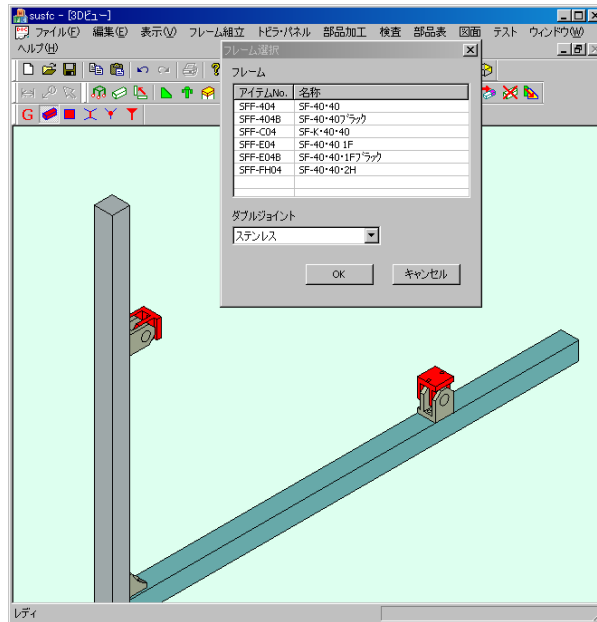 susfc - [3Dビュー]
ファイル(F) 編集(E) 表示(V) フレーム組立 トビラ・パネル 部品加工 検査 部品表 図面 テスト ウィンドウ(W)
ヘルプ(H)
フレーム選択
フレーム
アイテムNo. 名称
SFF-404 SF-40・40
SFF-404B SF-40・40ブラック
SFF-C04 SF-K・40・40
SFF-E04 SF-40・40 1F
SFF-E04B SF-40・40・1Fブラック
SFF-FH04 SF-40・40・2H
ダブルジョイント
ステンレス
OK キャンセル
G
レディ